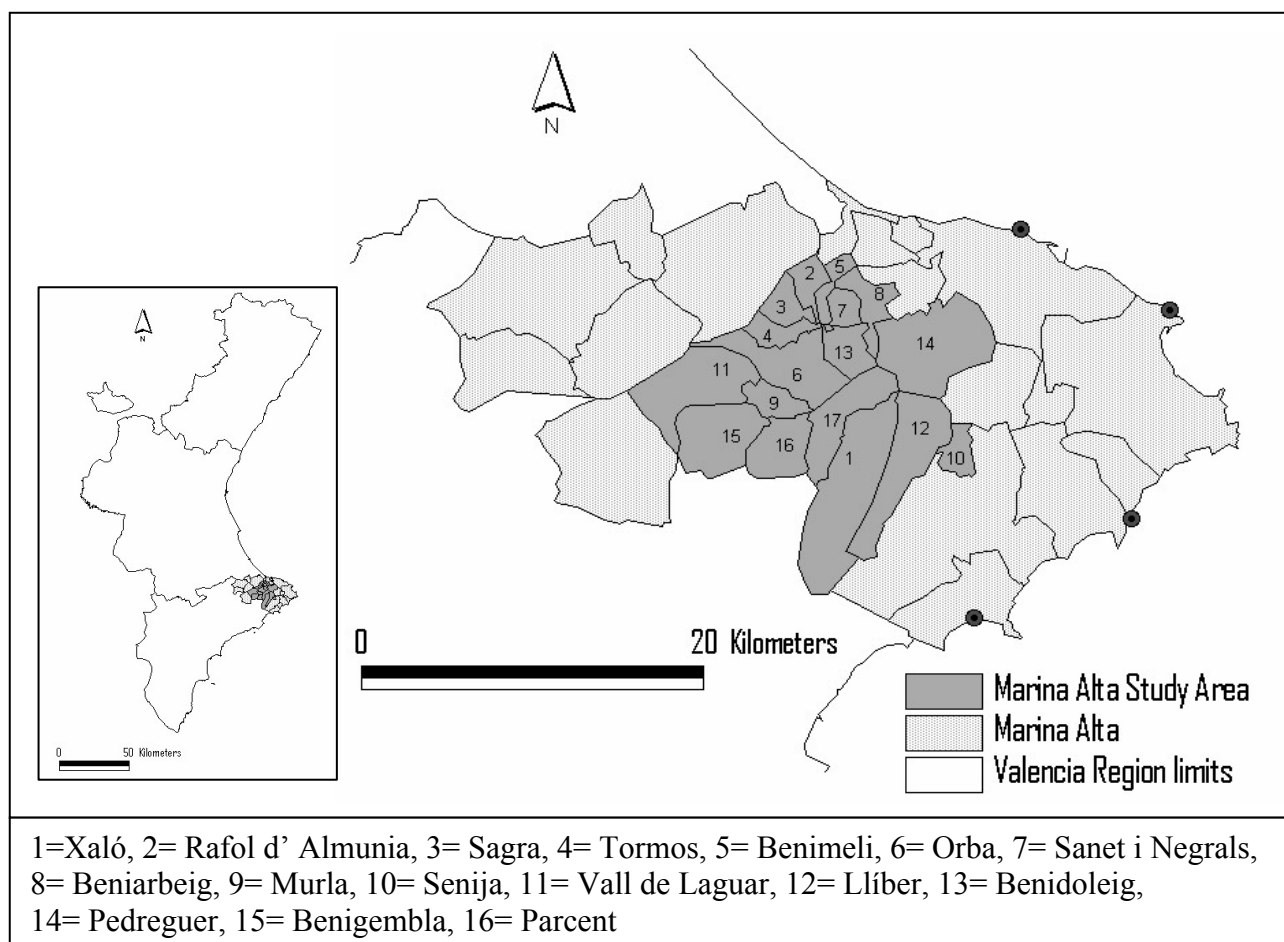 N
2
5
3
7
8
4
13
14
11
6
9
12
15
16
17
1
10
N
0
20 Kilometers
Marina Alta Study Area
Marina Alta
Valencia Region limits
0
50 Kilometers
1=Xaló, 2= Rafol d’ Almunia, 3= Sagra, 4= Tormos, 5= Benimeli, 6= Orba, 7= Sanet i Negrals,
8= Beniarbeig, 9= Murla, 10= Senija, 11= Vall de Laguar, 12= Llíber, 13= Benidoleig,
14= Pedreguer, 15= Benigembla, 16= Parcent